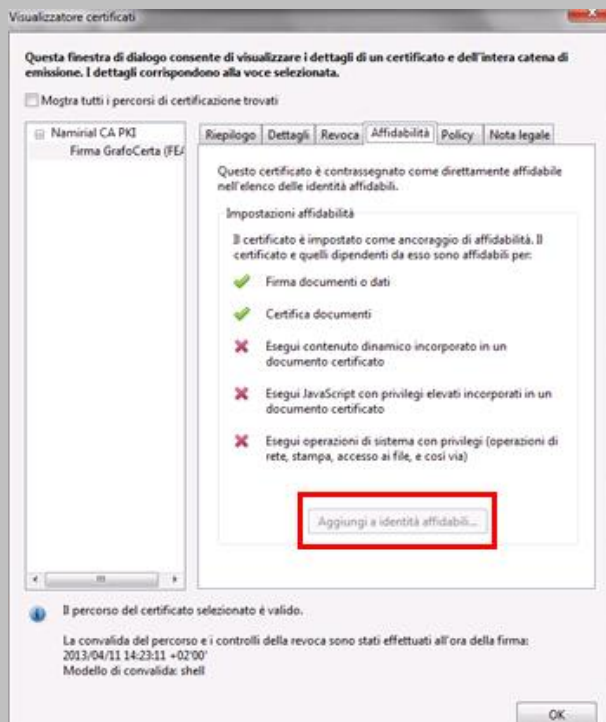 Visualizzatore certificati
Questa finestra di dialogo consente di visualizzare i dettagli di un certificato e dell'intera catena di
emissione. I dettagli corrispondono alla voce selezionata.
Mostra tutti i percorsi di certificazione trovati
Namirial CA PKI
Firma GrafoCerta (FEA
Riepilogo Dettagli Revoca Affidabilità Policy Nota legale
Questo certificato è contrassegnato come direttamente affidabile
nell'elenco delle identità affidabili.
Impostazioni affidabilità
Il certificato è impostato come ancoraggio di affidabilità. Il
certificato e quelli dipendenti da esso sono affidabili per:
Firma documenti o dati
Certifica documenti
Esegui contenuto dinamico incorporato in un
documento certificato
Esegui JavaScript con privilegi elevati incorporati in un
documento certificato
Esegui operazioni di sistema con privilegi (operazioni di
rete, stampa, accesso ai file, e così via)
Aggiungi a identità affidabili...
Il percorso del certificato selezionato è valido.
La convalida del percorso e i controlli della revoca sono stati effettuati all'ora della firma:
2013/04/11 14:23:11 +02'00'
Modello di convalida: shell
OK